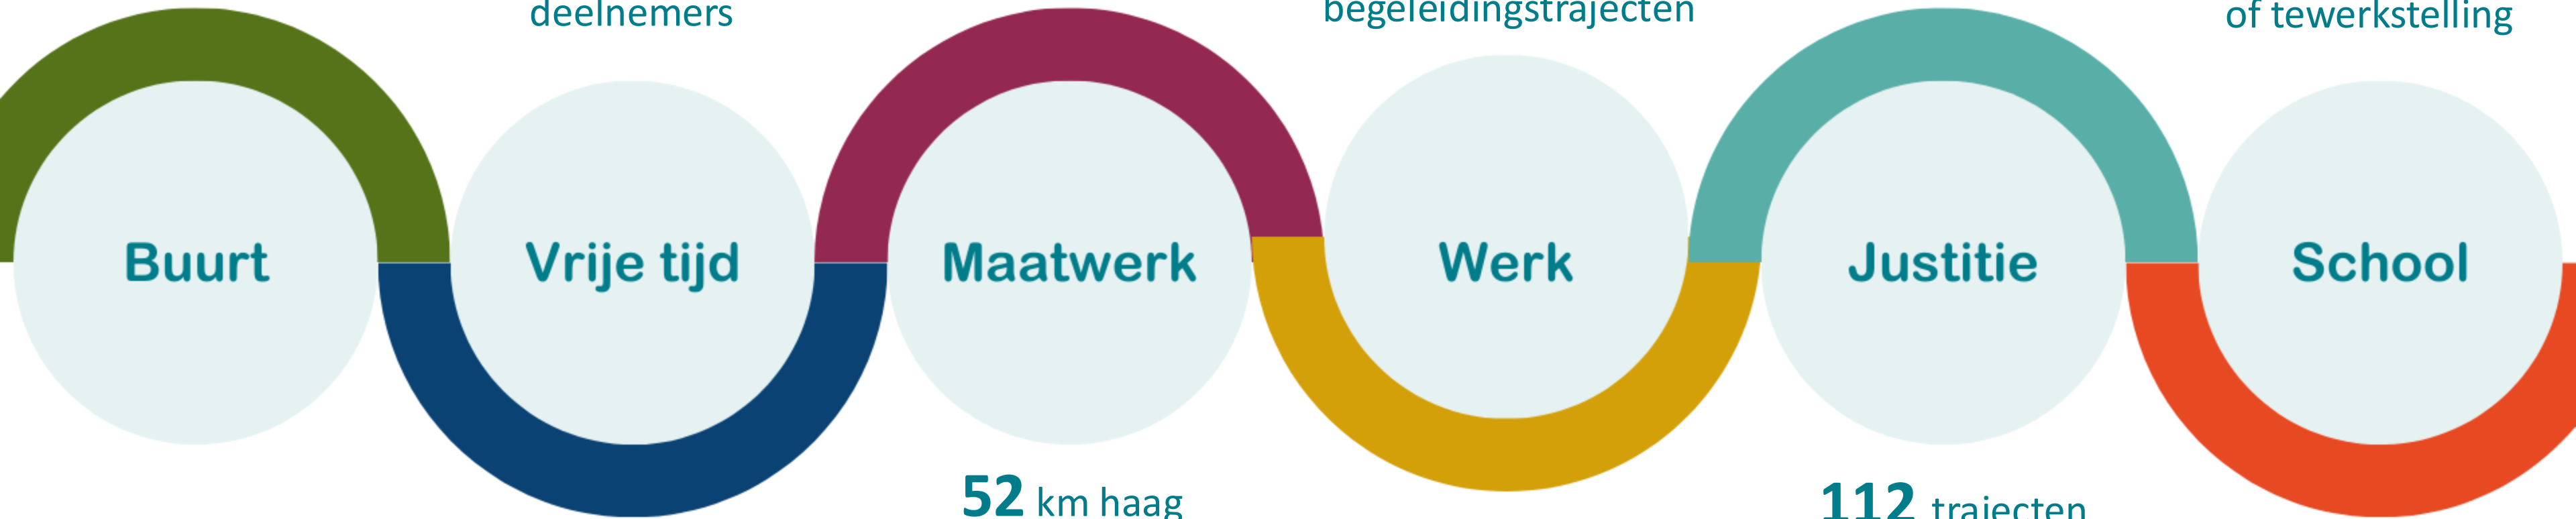 deelnemers
begeleidingstrajecten
of tewerkstelling
Buurt
Vrije tijd
Maatwerk
Werk
Justitie
School
52 km haag
112 trajecten